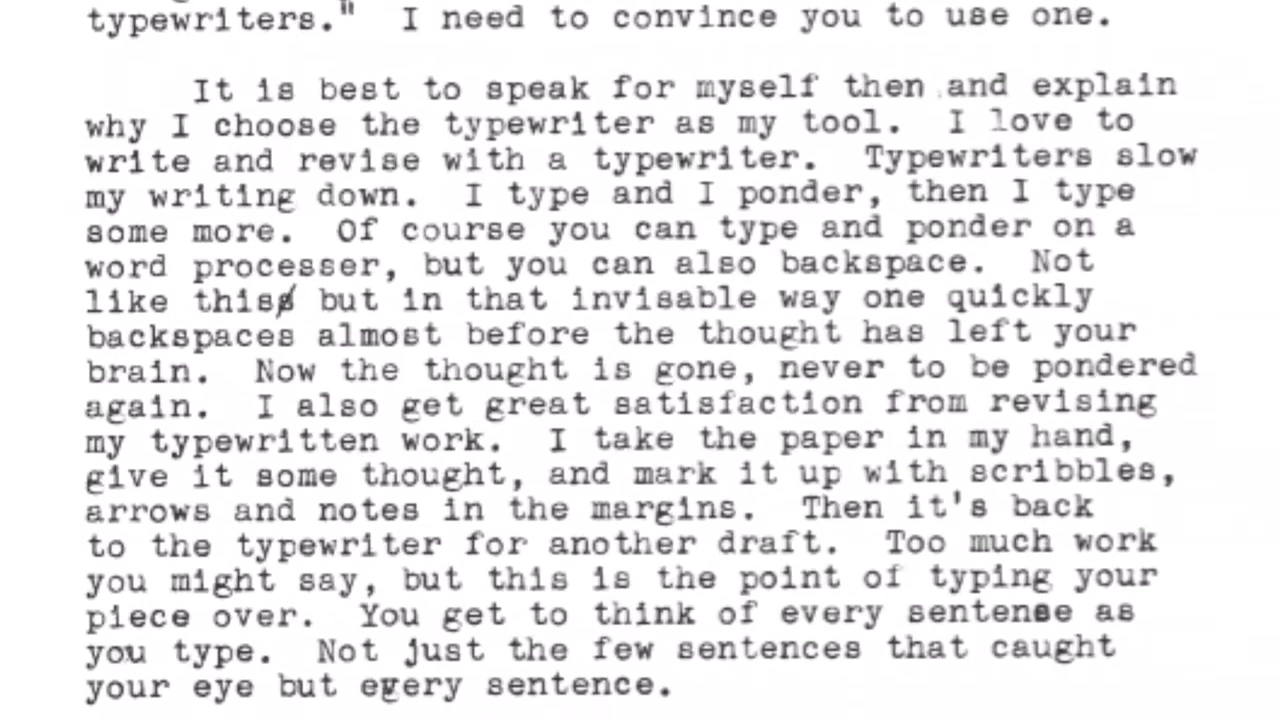 typewriters." I need to convince you to use one.
It is best to speak for myself then and explain
why I choose the typewriter as my tool. I love to
write and revise with a typewriter. Typewriters slow
my writing down. I type and I ponder, then I type
some more. Of course you can type and ponder on a
word processer, but you can also backspace. Not
like this but in that invisable way one quickly
backspaces almost before the thought has left your
brain. Now the thought is gone, never to be pondered
again. I also get great satisfaction from revising
my typewritten work. I take the paper in my hand,
give it some thought, and mark it up with scribbles,
arrows and notes in the margins. Then it's back
to the typewriter for another draft. Too much work
you might say, but this is the point of typing your
piece over. You get to think of every sentence as
you type. Not just the few sentences that caught
your eye but every sentence.